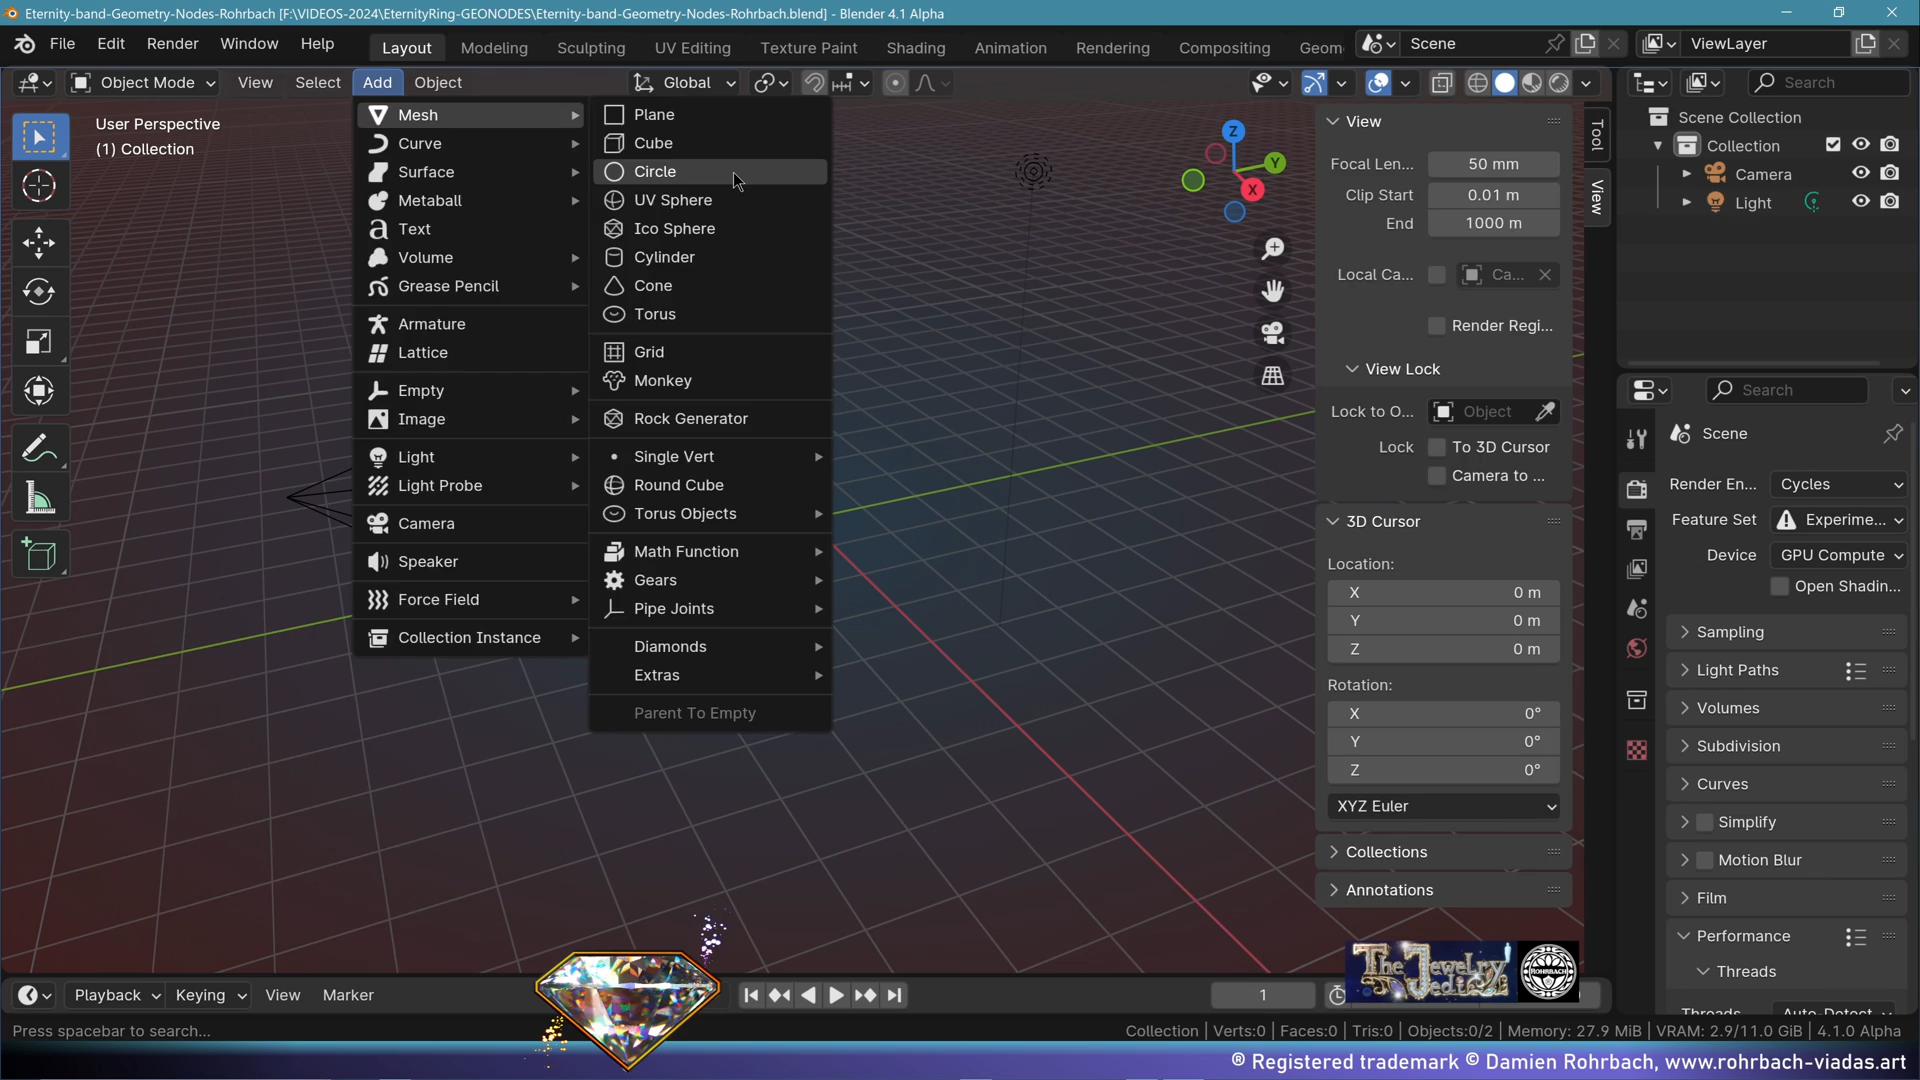 Eternity-band-Geometry-Nodes-Rohrbach [F:\VIDEOS-2024\EternityRing-GEONODES\Eternity-band-Geometry-Nodes-Rohrbach.blend] - Blender 4.1 Alpha
File Edit Render Window Help Layout Modeling Sculpting UV Editing Texture Paint Shading Animation Rendering Compositing Geom Scene ViewLayer
Object Mode View Select Add Object Global Search
User Perspective
(1) Collection
Mesh
Curve
Surface
Metaball
Text
Volume
Grease Pencil
Armature
Lattice
Empty
Image
Light
Light Probe
Camera
Speaker
Force Field
Collection Instance
Plane
Cube
Circle
UV Sphere
Ico Sphere
Cylinder
Cone
Torus
Grid
Monkey
Rock Generator
Single Vert
Round Cube
Torus Objects
Math Function
Gears
Pipe Joints
Diamonds
Extras
Parent To Empty
Z
Y
X
View
Focal Len... 50 mm
Clip Start 0.01 m
End 1000 m
Local Ca... Ca...
Render Regi...
View Lock
Lock to O... Object
Lock To 3D Cursor
Camera to ...
3D Cursor
Location:
X 0 m
Y 0 m
Z 0 m
Rotation:
X 0°
Y 0°
Z 0°
XYZ Euler
Collections
Annotations
Tool
View
Scene Collection
Collection
Camera
Light
Search
Scene
Render En... Cycles
Feature Set Experime...
Device GPU Compute
Open Shadin...
Sampling
Light Paths
Volumes
Subdivision
Curves
Simplify
Motion Blur
Film
Performance
Threads
Threads Auto-Detect
The Jewelry
ROHRBACH
Playback Keying View Marker 1
Press spacebar to search...
Collection | Verts:0 | Faces:0 | Tris:0 | Objects:0/2 | Memory: 27.9 MiB | VRAM: 2.9/11.0 GiB | 4.1.0 Alpha
® Registered trademark © Damien Rohrbach, www.rohrbach-viadas.art